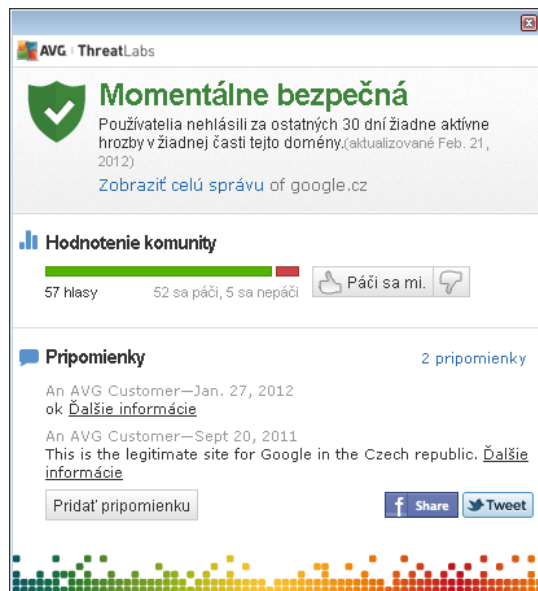 AVG ThreatLabs
Momentálne bezpečná
Používatelia nehlásili za ostatných 30 dní žiadne aktívne
hrozby v žiadnej časti tejto domény.(aktualizované Feb. 21,
2012)
Zobraziť celú správu of google.cz
Hodnotenie komunity
57 hlasy 52 sa páči, 5 sa nepáči
Páči sa mi.
Pripomienky 2 pripomienky
An AVG Customer—Jan. 27, 2012
ok Ďalšie informácie
An AVG Customer—Sept 20, 2011
This is the legitimate site for Google in the Czech republic. Ďalšie
informácie
Pridať pripomienku f Share Tweet